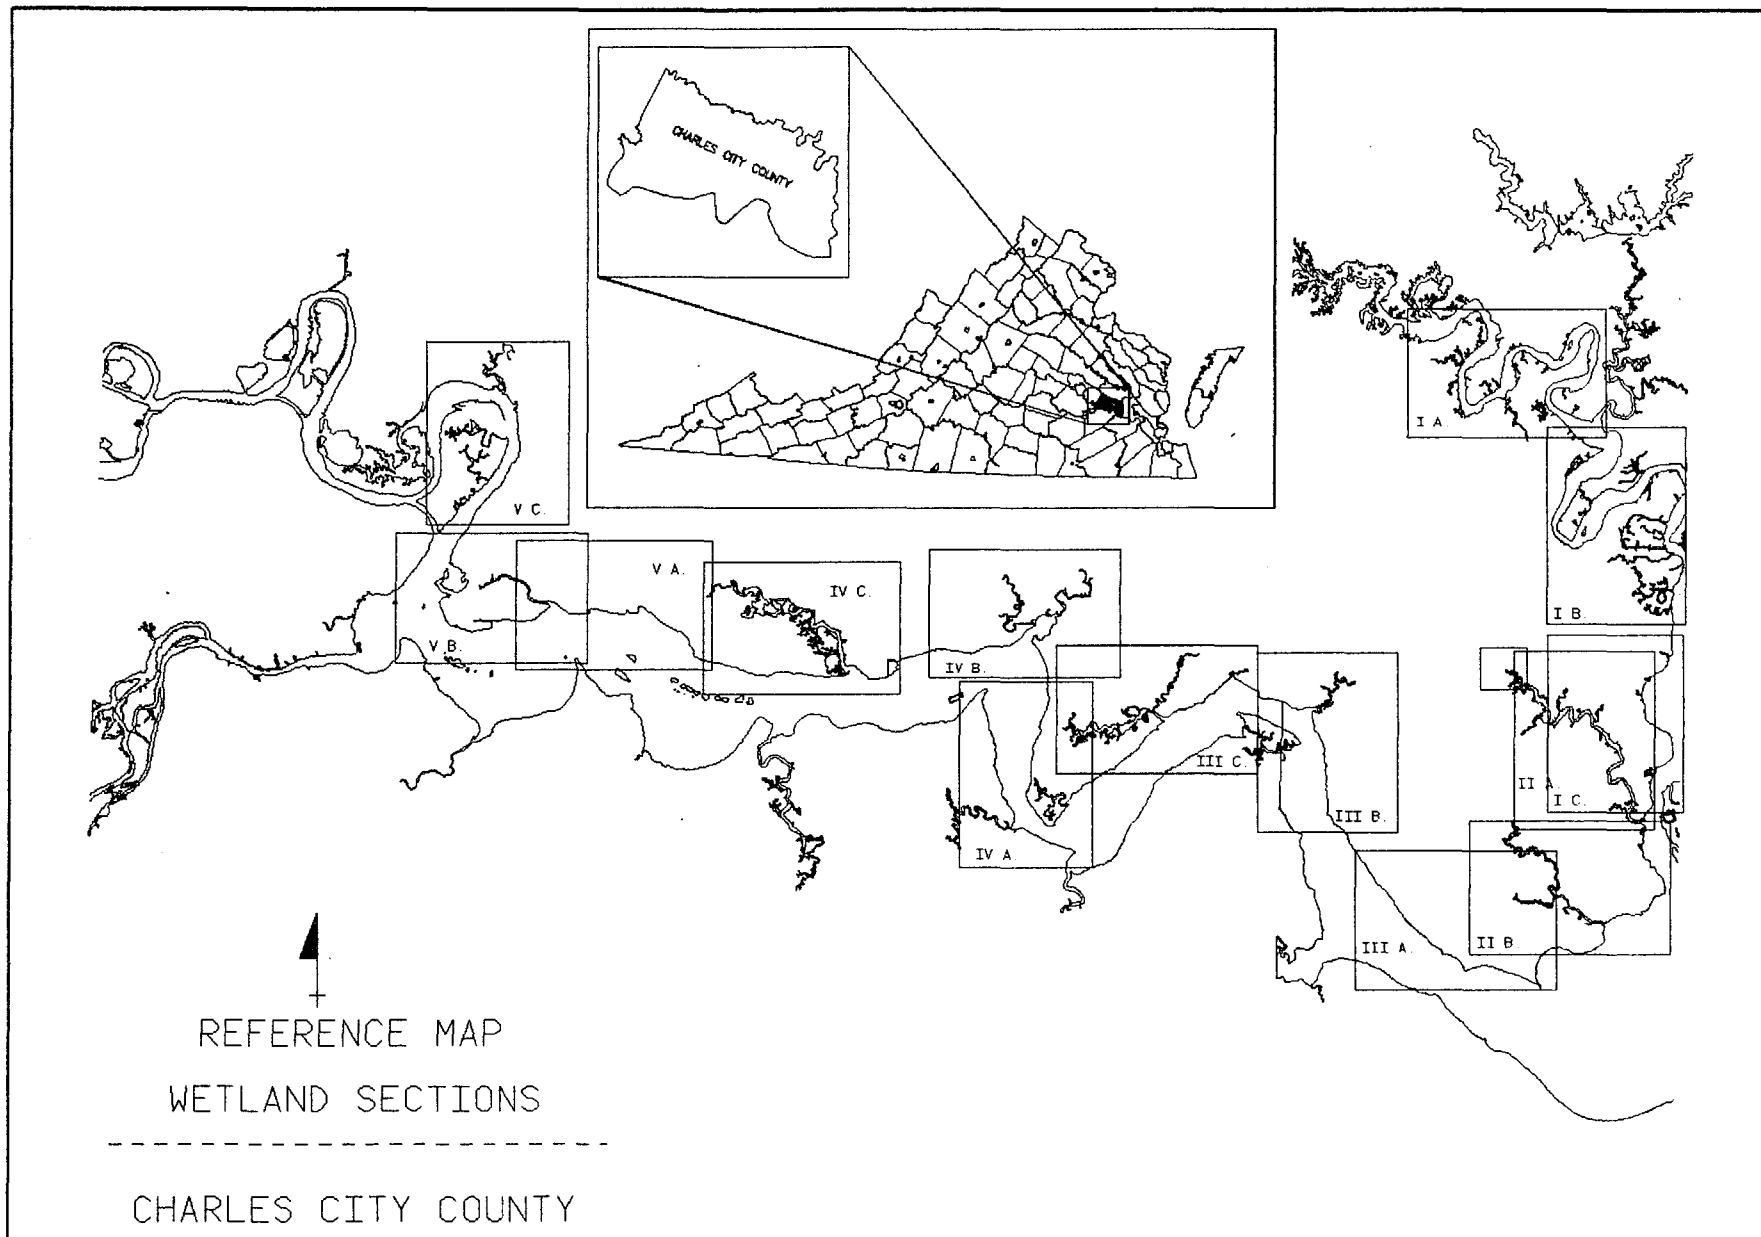 CHARLES CITY COUNTY
I A.
V C.
V A.
IV C.
I B.
V B.
IV B.
III C.
II A.
I C.
III B.
IV A
III A.
II B.
REFERENCE MAP
WETLAND SECTIONS
CHARLES CITY COUNTY